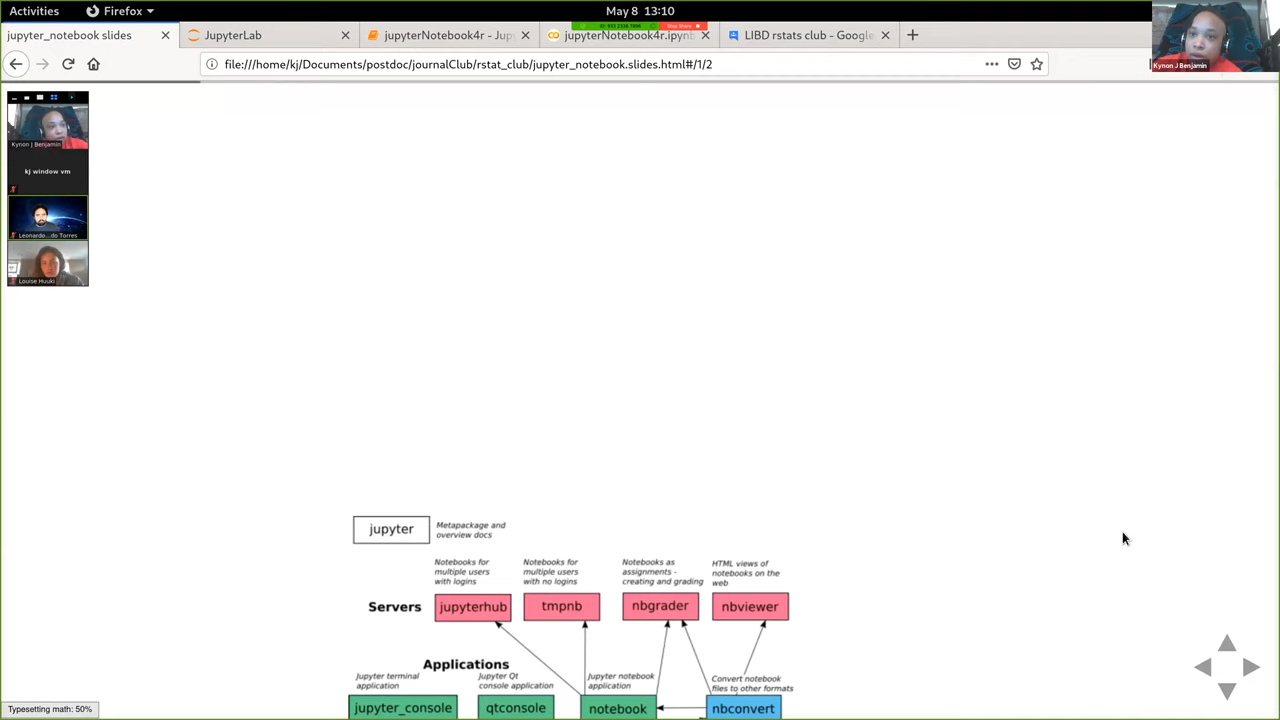 Activities
Firefox
May 8 13:10
jupyter_notebook slides
JupyterLab
jupyterNotebook4r - Jup
jupyterNotebook4r.ipynb
LIBD rstats club - Google
Stop Share
file:///home/kj/Documents/postdoc/journalClub/rstat_club/jupyter_notebook.slides.html#/1/2
Kynon J Benjamin
Kynon J Benjamin
kj window vm
Leonardo...do Torres
Louise Huuki
jupyter
Metapackage and
overview docs
Notebooks for
multiple users
with logins
Notebooks for
multiple users
with no logins
Notebooks as
assignments -
creating and grading
HTML views of
notebooks on the
web
Servers
jupyterhub
tmpnb
nbgrader
nbviewer
Applications
Jupyter terminal
application
Jupyter Qt
console application
Jupyter notebook
application
Convert notebook
files to other formats
jupyter_console
qtconsole
notebook
nbconvert
Typesetting math: 50%